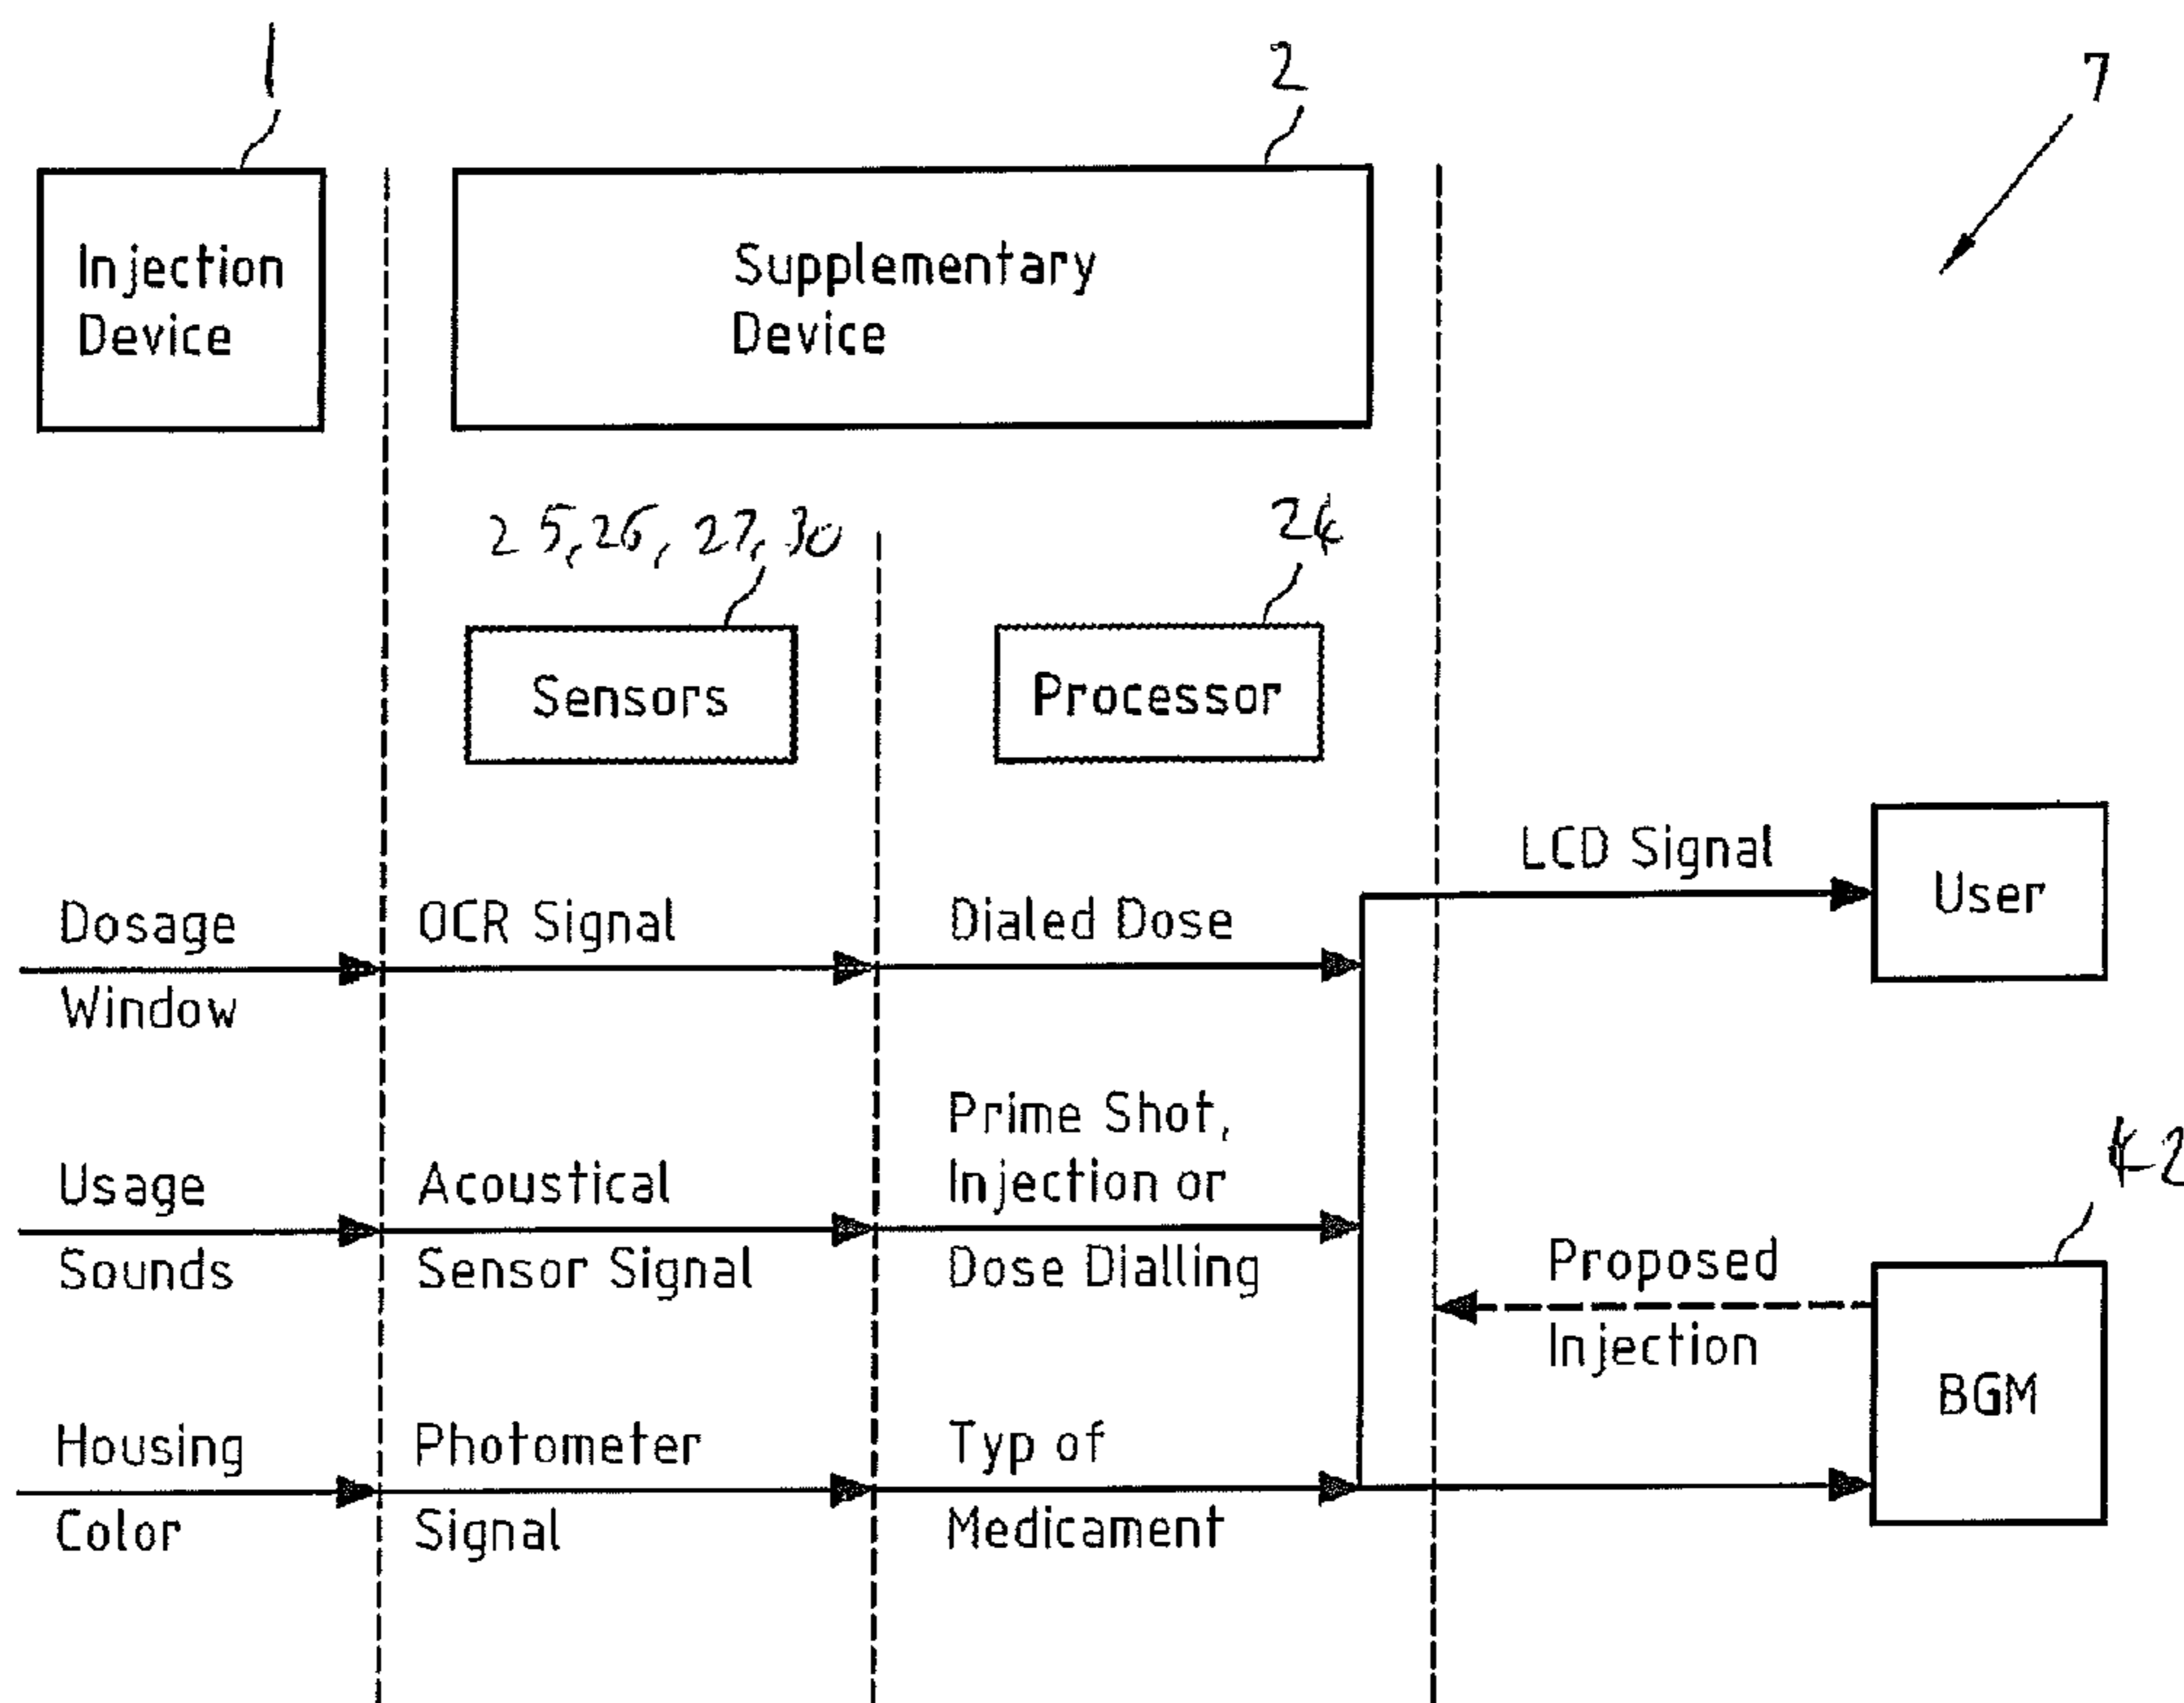 1
2
7
Injection
Device
Supplementary
Device
25, 26, 27, 30
24
Sensors
Processor
LCD Signal
User
Dosage
Window
OCR Signal
Dialed Dose
Usage
Sounds
Acoustical
Sensor Signal
Prime Shot,
Injection or
Dose Dialling
42
Proposed
Injection
BGM
Housing
Color
Photometer
Signal
Typ of
Medicament